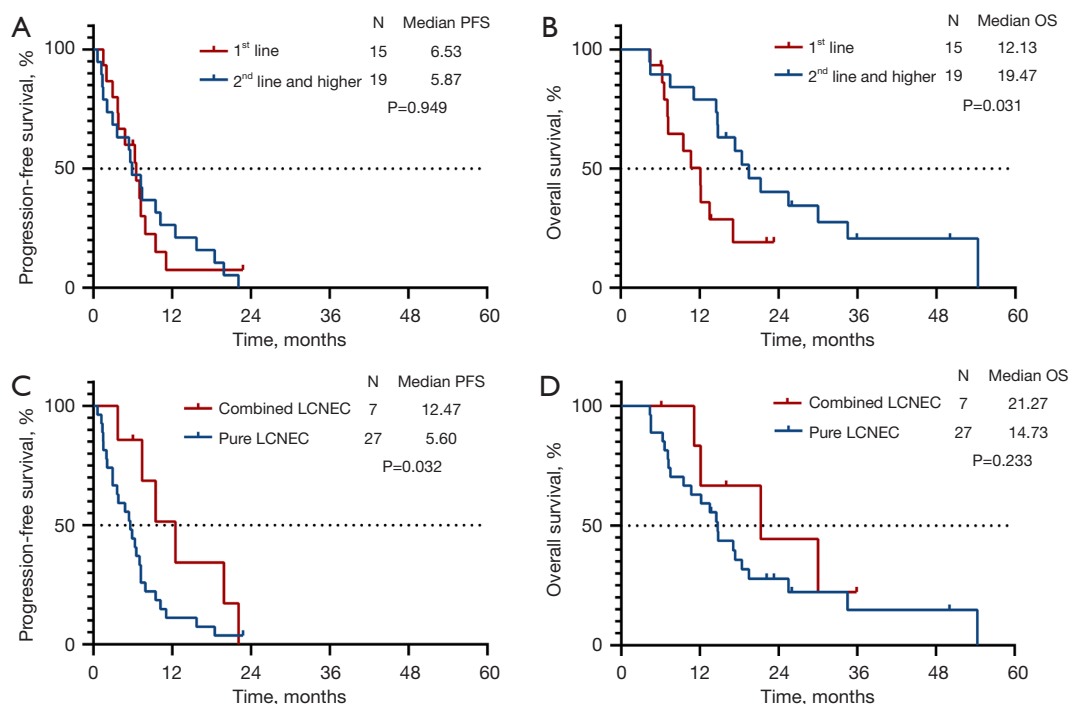 A
N Median PFS
1st line 15 6.53
2nd line and higher 19 5.87
P=0.949
Progression-free survival, %
100
50
0
0 12 24 36 48 60
Time, months
B
N Median OS
1st line 15 12.13
2nd line and higher 19 19.47
P=0.031
Overall survival, %
100
50
0
0 12 24 36 48 60
Time, months
C
N Median PFS
Combined LCNEC 7 12.47
Pure LCNEC 27 5.60
P=0.032
Progression-free survival, %
100
50
0
0 12 24 36 48 60
Time, months
D
N Median OS
Combined LCNEC 7 21.27
Pure LCNEC 27 14.73
P=0.233
Overall survival, %
100
50
0
0 12 24 36 48 60
Time, months